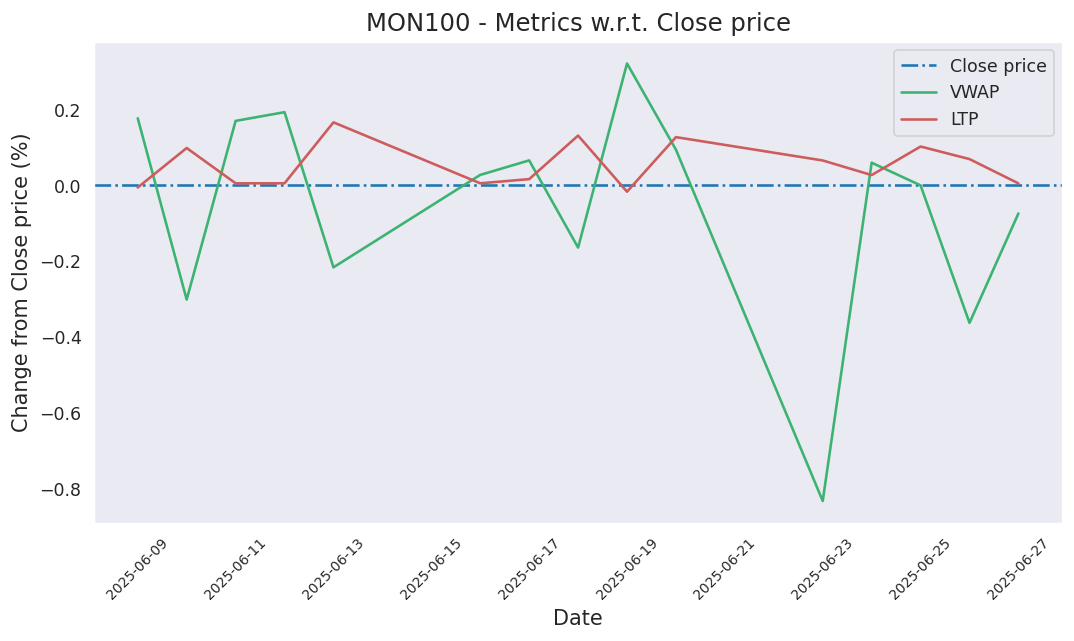 MON100 - Metrics w.r.t. Close price
Close price
VWAP
LTP
Change from Close price (%)
0.2
0.0
−0.2
−0.4
−0.6
−0.8
2025-06-09
2025-06-11
2025-06-13
2025-06-15
2025-06-17
2025-06-19
2025-06-21
2025-06-23
2025-06-25
2025-06-27
Date